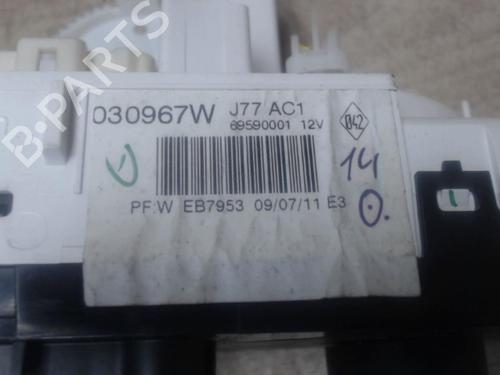 B-PARTS
030967W J77 AC1
69590001 12V
042
14
PF:W EB7953 09/07/11 E3